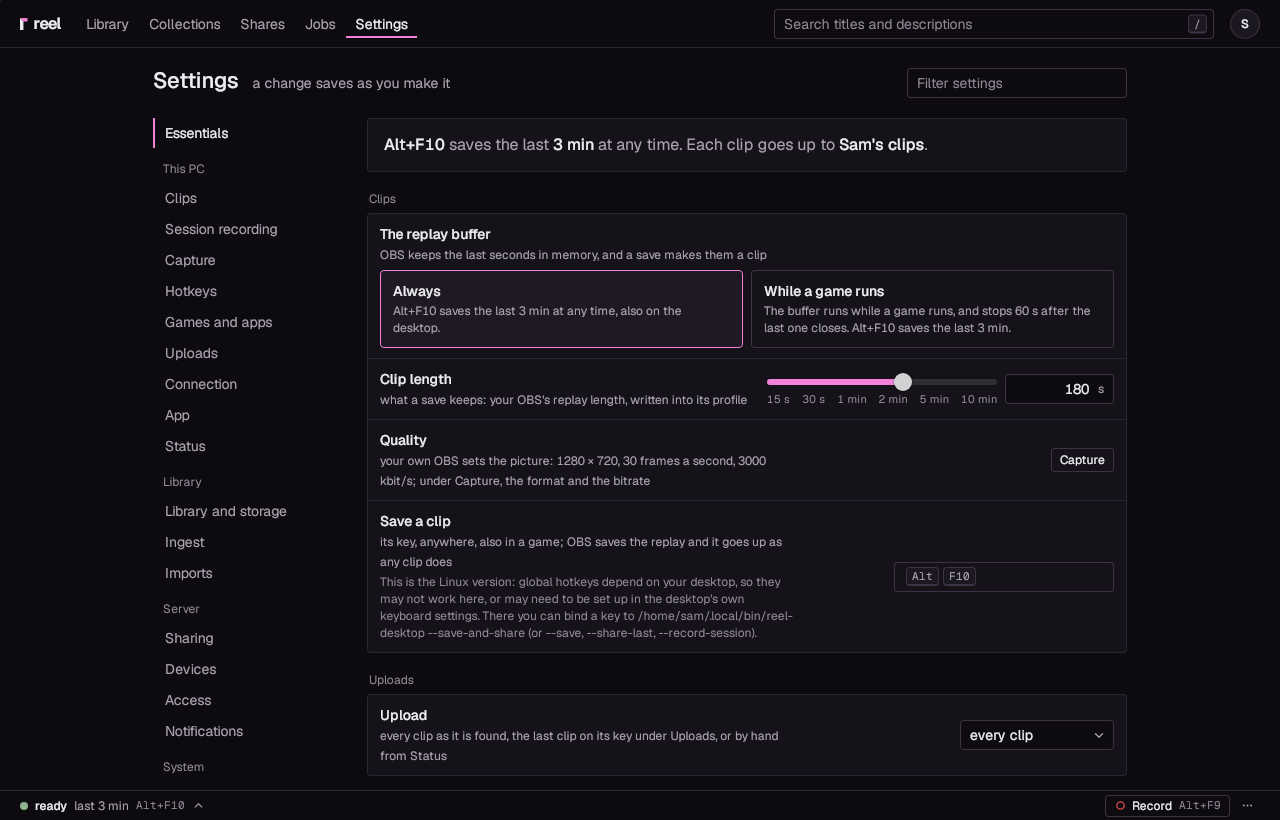 reel
Library Collections Shares Jobs Settings
Search titles and descriptions /
S
Settings a change saves as you make it
Filter settings
Essentials
This PC
Clips
Session recording
Capture
Hotkeys
Games and apps
Uploads
Connection
App
Status
Library
Library and storage
Ingest
Imports
Server
Sharing
Devices
Access
Notifications
System
Alt+F10 saves the last 3 min at any time. Each clip goes up to Sam's clips.
Clips
The replay buffer
OBS keeps the last seconds in memory, and a save makes them a clip
Always
Alt+F10 saves the last 3 min at any time, also on the
desktop.
While a game runs
The buffer runs while a game runs, and stops 60 s after the
last one closes. Alt+F10 saves the last 3 min.
Clip length
what a save keeps: your OBS's replay length, written into its profile
15 s 30 s 1 min 2 min 5 min 10 min
180 s
Quality
your own OBS sets the picture: 1280 × 720, 30 frames a second, 3000
kbit/s; under Capture, the format and the bitrate
Capture
Save a clip
its key, anywhere, also in a game; OBS saves the replay and it goes up as
any clip does
This is the Linux version: global hotkeys depend on your desktop, so they
may not work here, or may need to be set up in the desktop's own
keyboard settings. There you can bind a key to /home/sam/.local/bin/reel-
desktop --save-and-share (or --save, --share-last, --record-session).
Alt F10
Uploads
Upload
every clip as it is found, the last clip on its key under Uploads, or by hand
from Status
every clip
ready last 3 min Alt+F10
Record Alt+F9